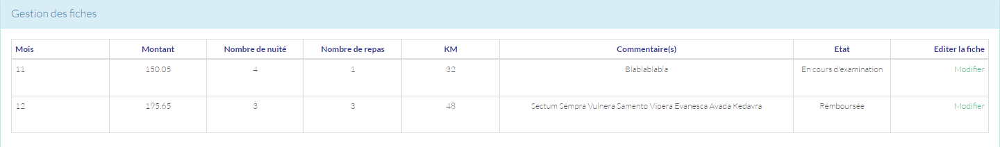 Gestion des fiches
Mois Montant Nombre de nuité Nombre de repas KM Commentaire(s) Etat Editer la fiche
11 150.05 4 1 32 Blablablabla En cours d'examination Modifier
12 195.65 3 3 48 Sectum Sempra Vulnera Samento Vipera Evanesca Avada Kedavra Remboursée Modifier